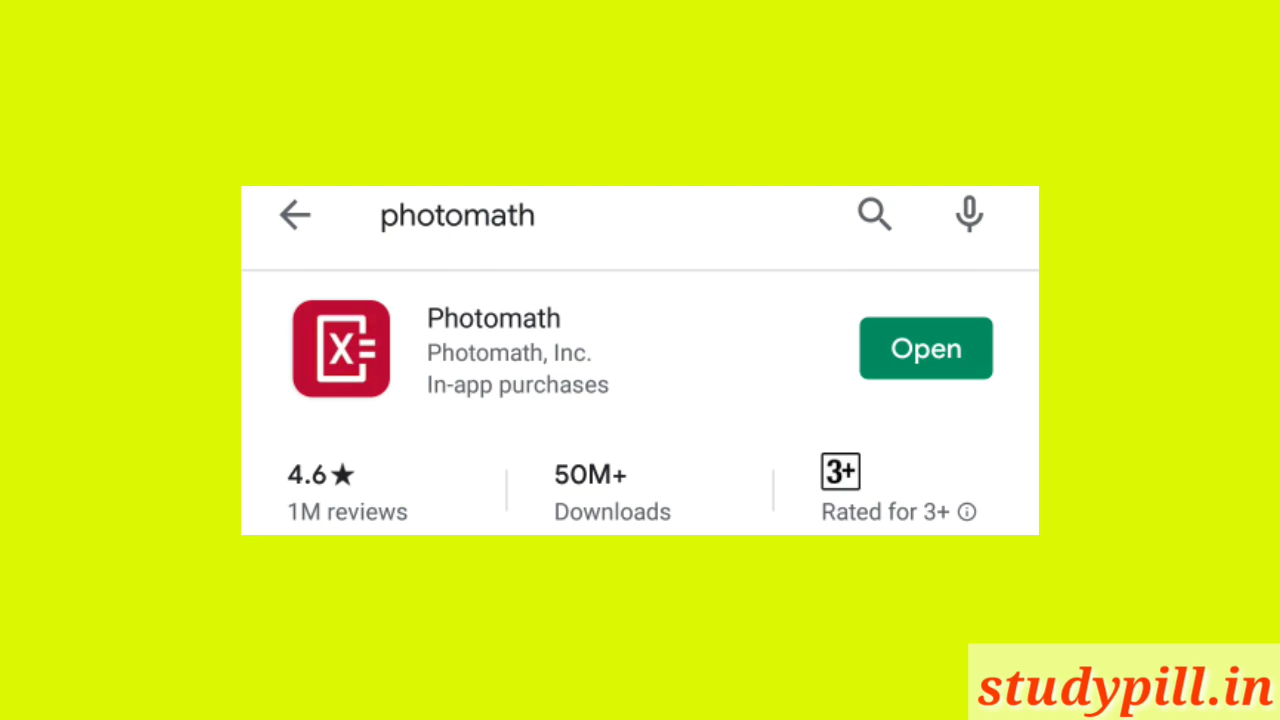 photomath
Photomath
Photomath, Inc.
In-app purchases
Open
4.6★
1M reviews
50M+
Downloads
3+
Rated for 3+
studypill.in